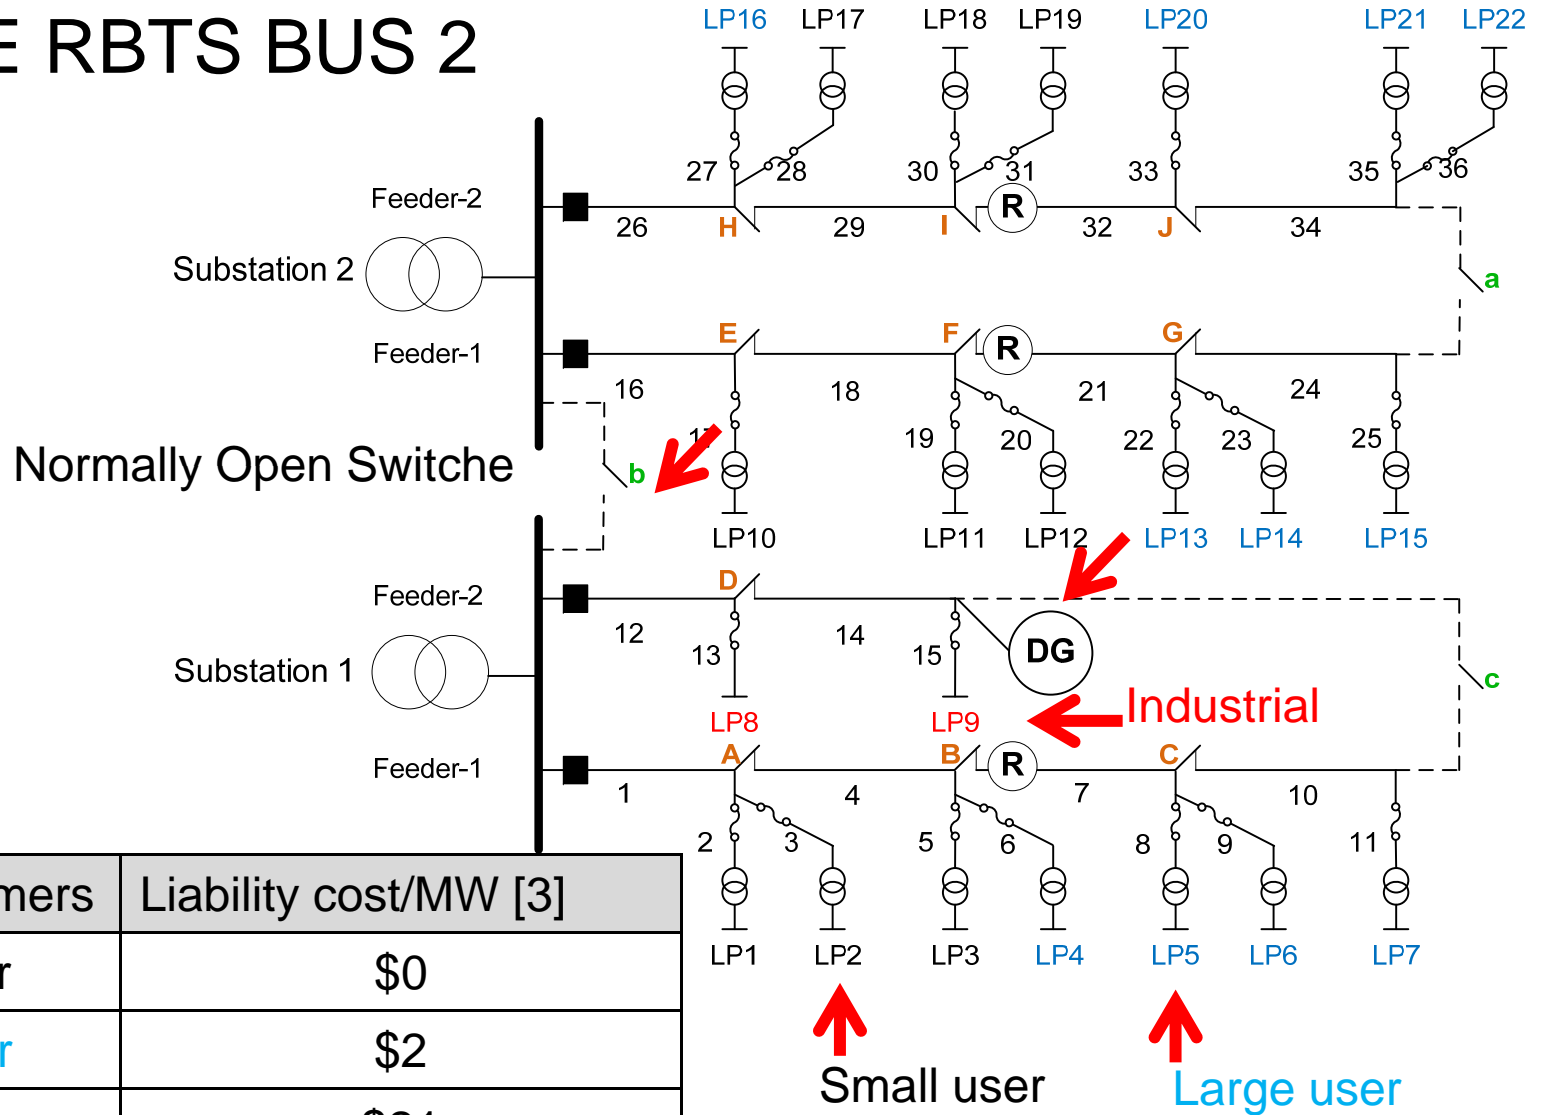 E RBTS BUS 2
LP16 LP17 LP18 LP19 LP20 LP21 LP22
27 28 30 31 33 35 36
Feeder-2
R
26 H 29 I 32 J 34
Substation 2
a
E F G
Feeder-1
R
16 18 21 24
17 19 20 22 23 25
Normally Open Switche
b
LP10 LP11 LP12 LP13 LP14 LP15
D
Feeder-2
12 13 14 15
DG
Substation 1
c
LP8 LP9 Industrial
A B C
Feeder-1
R
1 4 7 10
2 3 5 6 8 9 11
LP1 LP2 LP3 LP4 LP5 LP6 LP7
mers Liability cost/MW [3]
r $0
r $2
Small user Large user